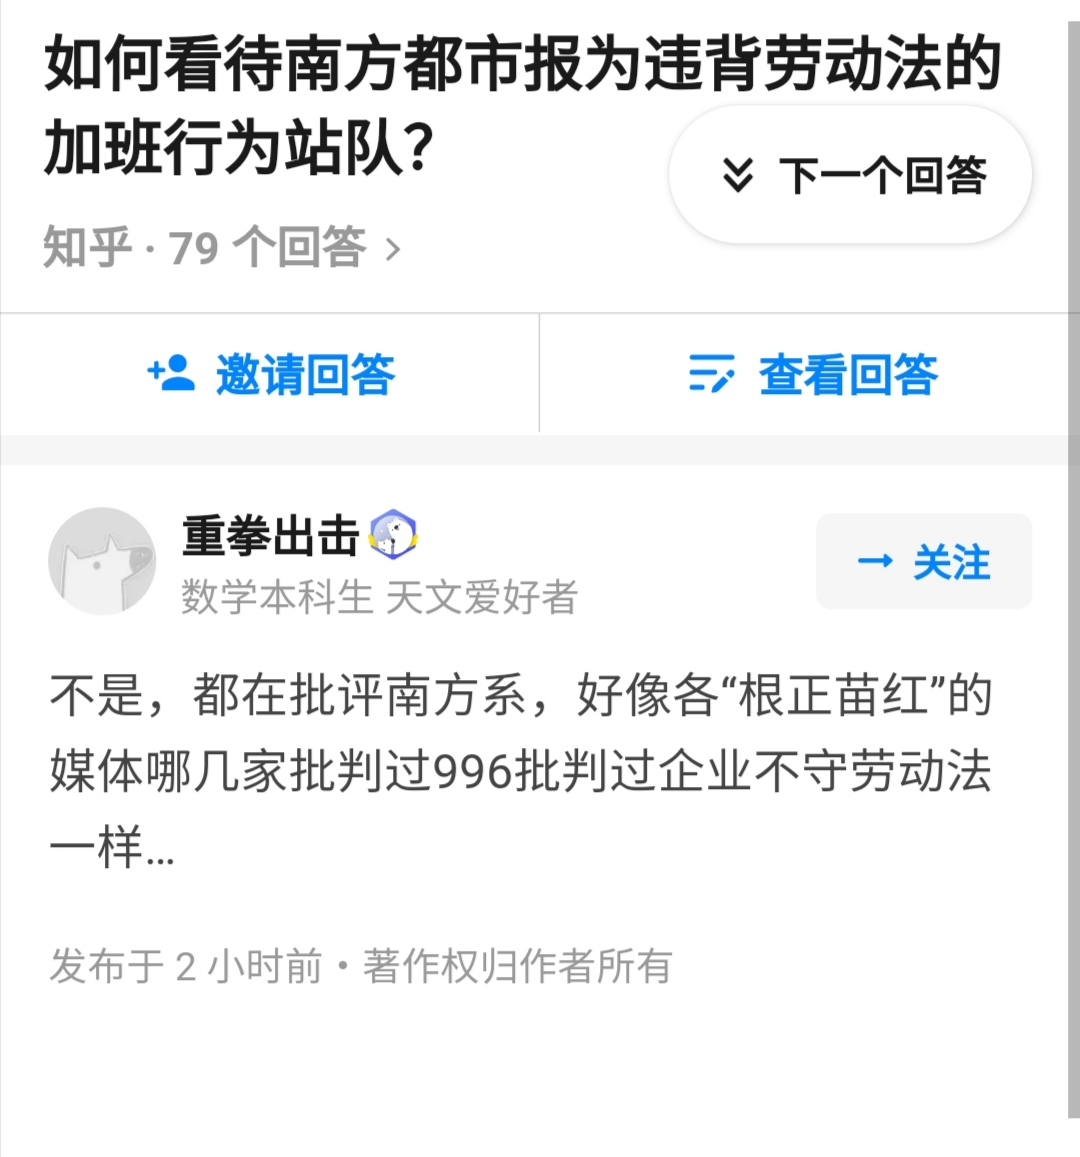 如何看待南方都市报为违背劳动法的
加班行为站队？
下一个回答
知乎 · 79 个回答 >
邀请回答
查看回答
重拳出击
数学本科生 天文爱好者
→ 关注
不是，都在批评南方系，好像各“根正苗红”的
媒体哪几家批判过996批判过企业不守劳动法
一样...
发布于 2 小时前・著作权归作者所有